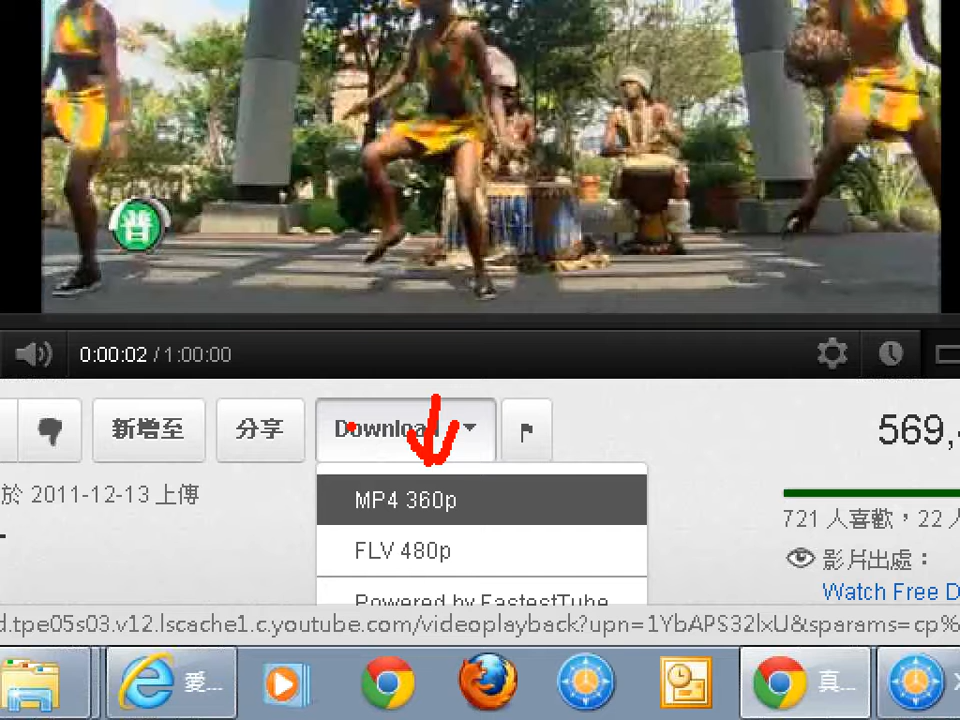 普
0:00:02 / 1:00:00
新增至
分享
Download
569,
於 2011-12-13 上傳
MP4 360p
721 人喜歡，22 人
FLV 480p
影片出處：
Powered by FastestTube
Watch Free D
d.tpe05s03.v12.lscache1.c.youtube.com/videoplayback?upn=1YbAPS32lxU&sparams=cp%
愛...
真...